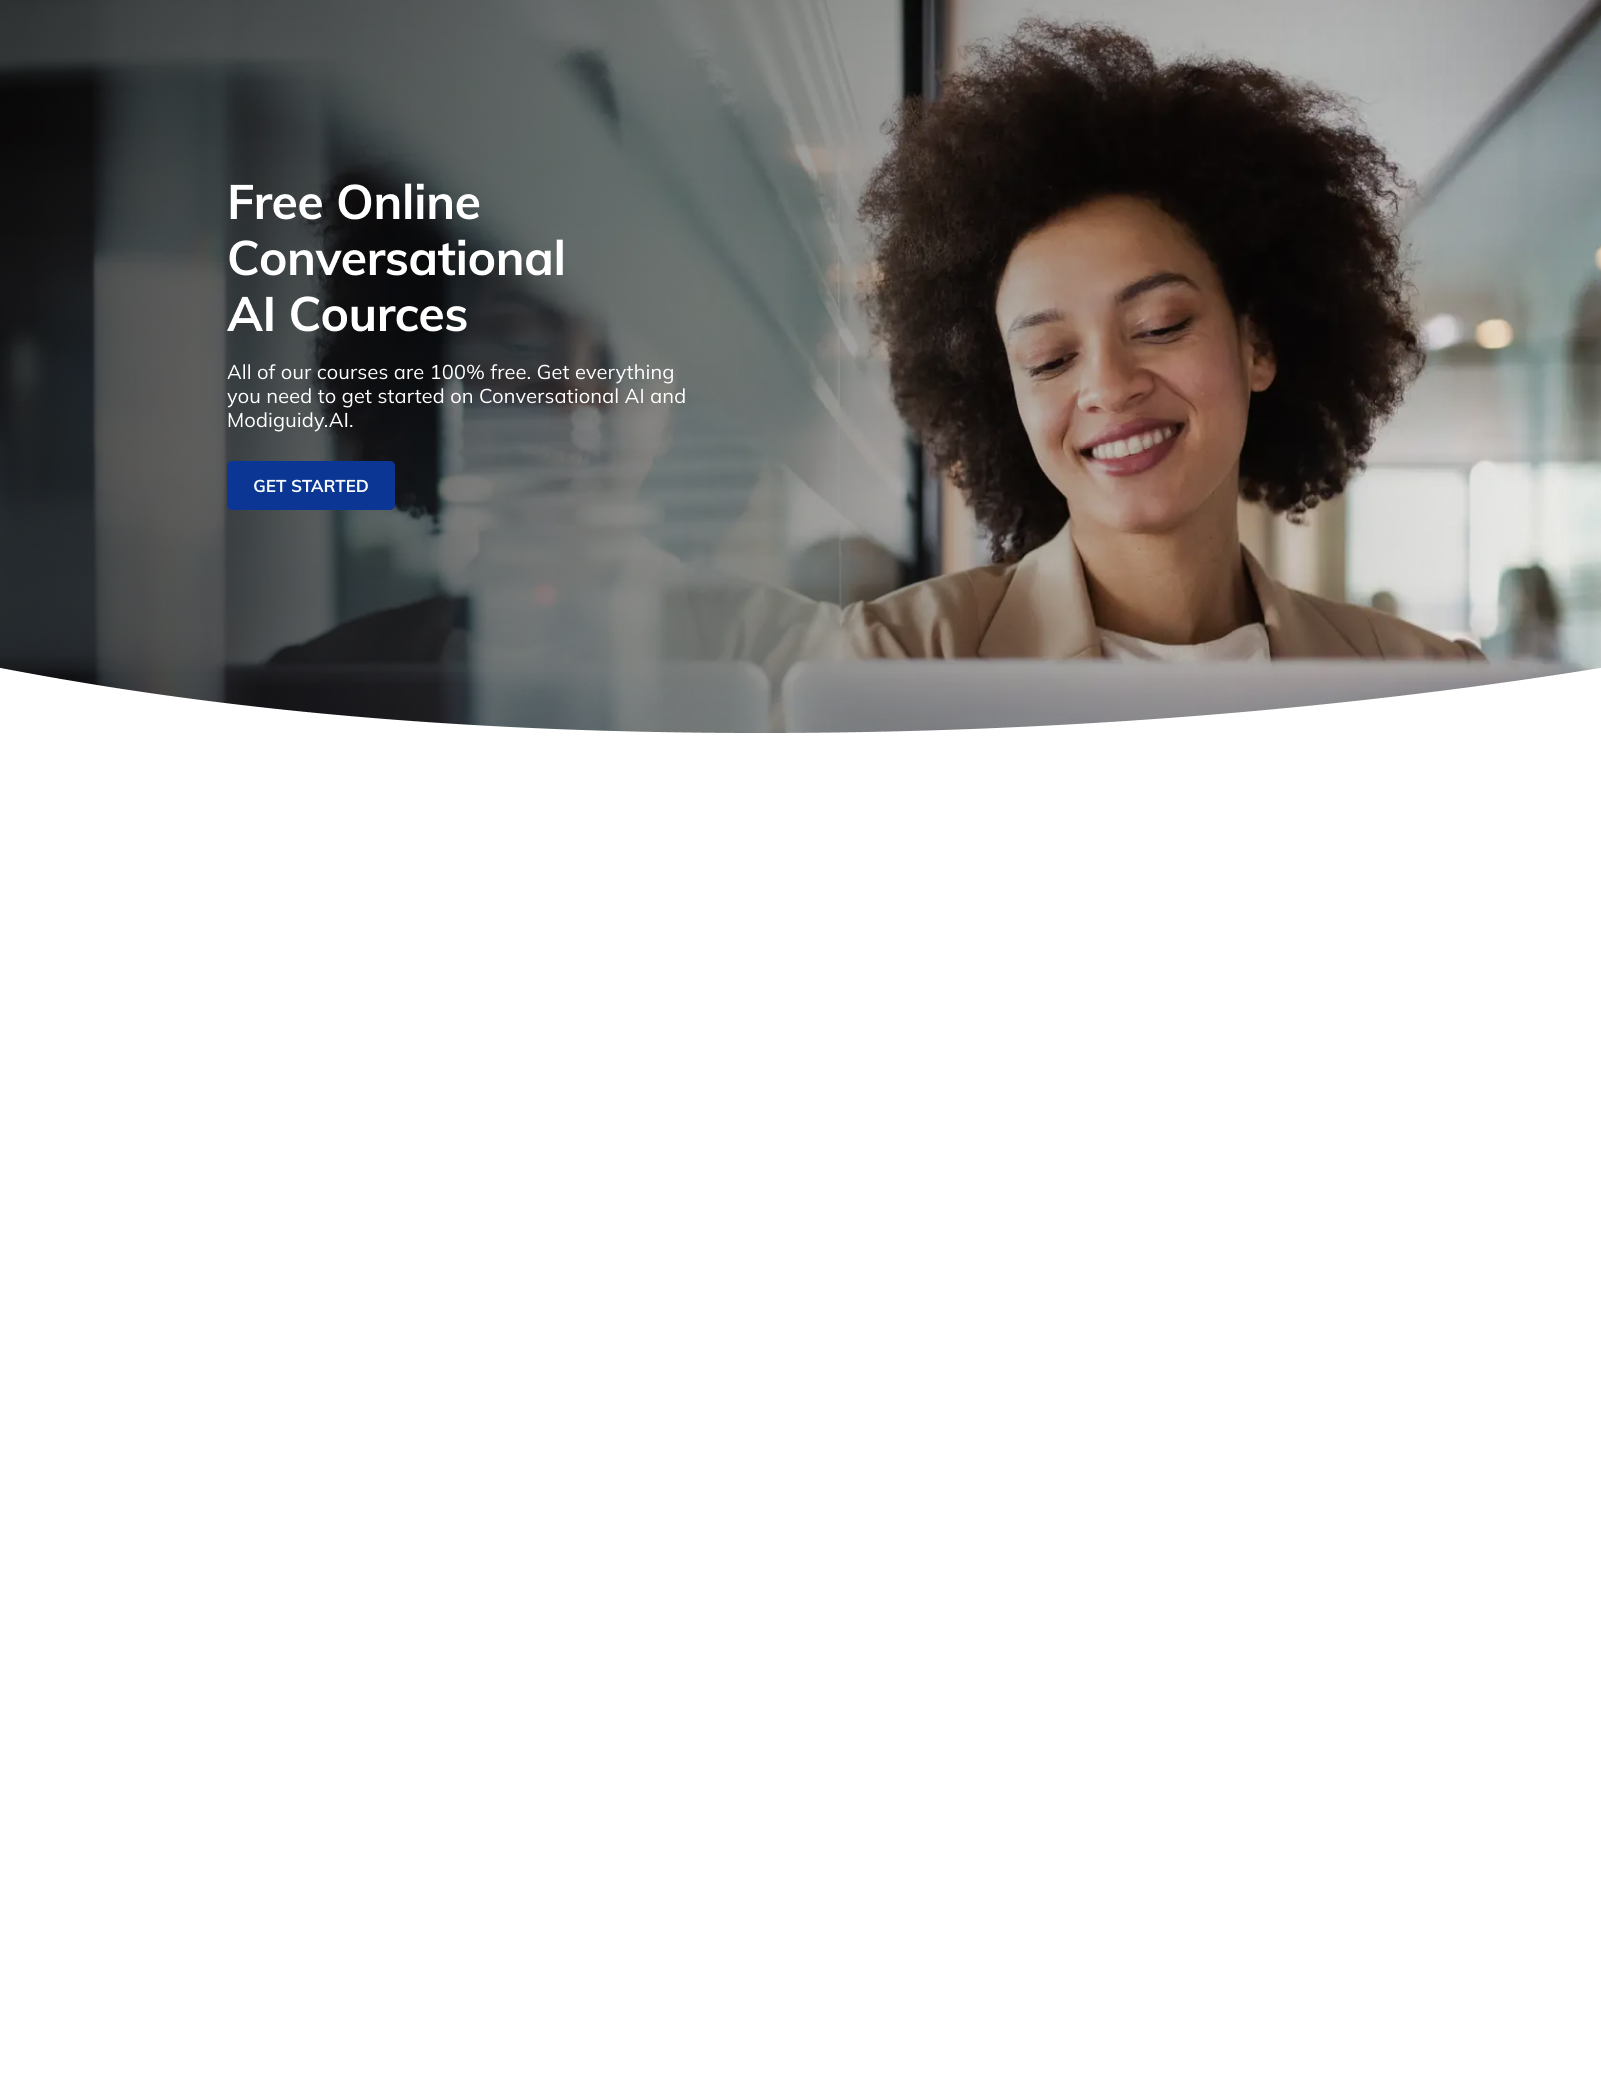 Free Online
Conversational
AI Cources
All of our courses are 100% free. Get everything
you need to get started on Conversational AI and
Modiguidy.AI.
GET STARTED